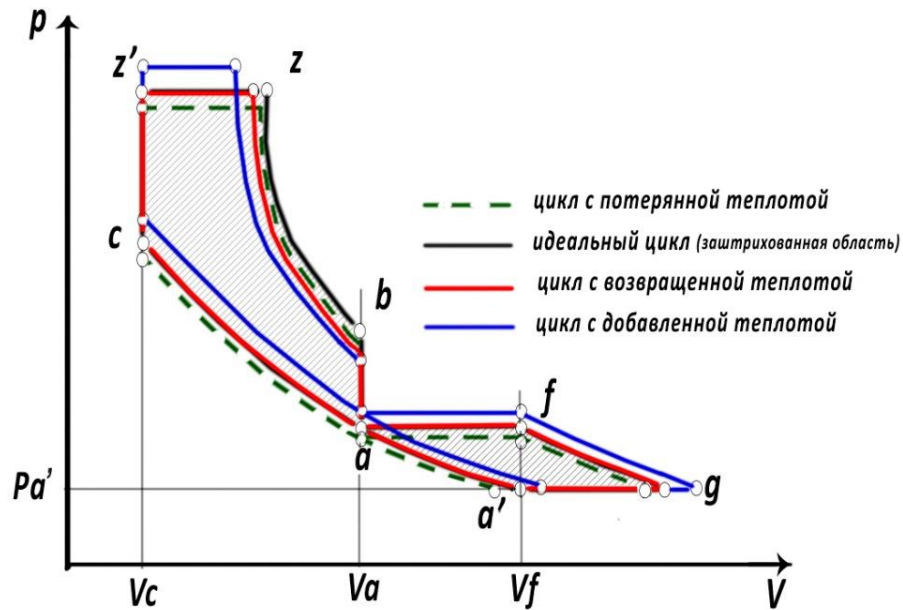 p
z'
z
цикл с потерянной теплотой
идеальный цикл (заштрихованная область)
c
цикл с возвращенной теплотой
b
цикл с добавленной теплотой
f
a
Pa'
a'
g
Vc
Va
Vf
V